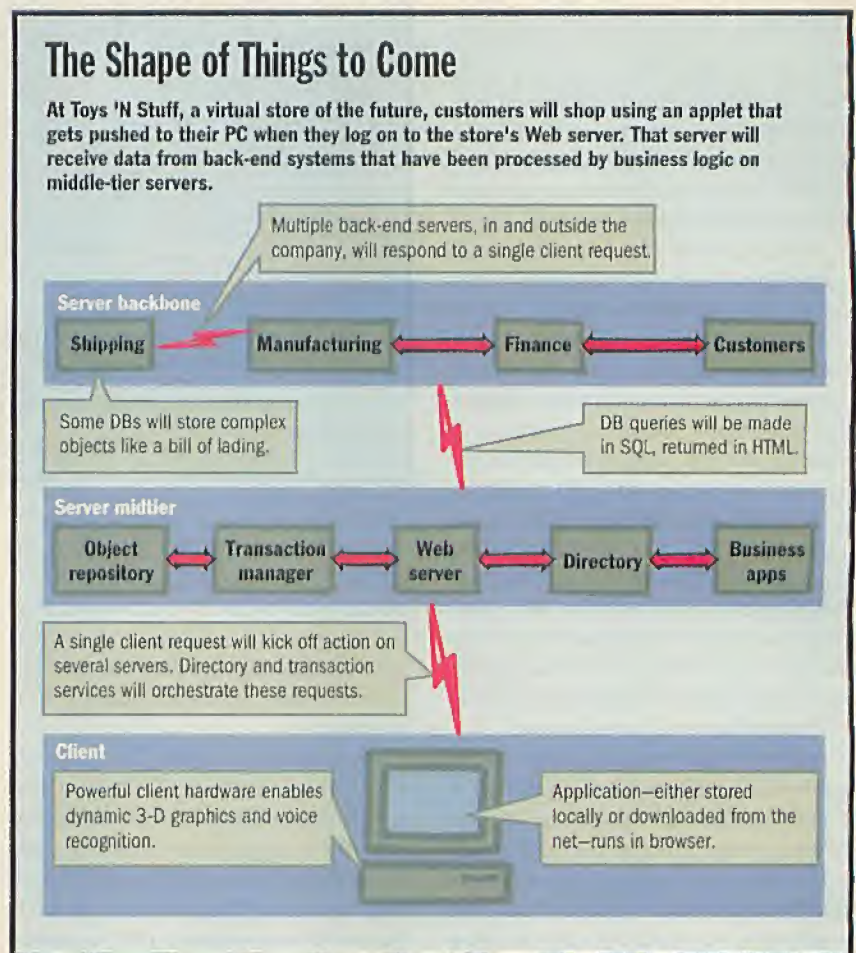 The Shape of Things to Come
At Toys 'N Stuff, a virtual store of the future, customers will shop using an applet that
gets pushed to their PC when they log on to the store's Web server. That server will
receive data from back-end systems that have been processed by business logic on
middle-tier servers.
Multiple back-end servers, in and outside the
company, will respond to a single client request.
Server backbone
Shipping
Manufacturing
Finance
Customers
Some DBs will store complex
objects like a bill of lading.
DB queries will be made
in SQL, returned in HTML.
Server midtier
Object
repository
Transaction
manager
Web
server
Directory
Business
apps
A single client request will kick off action on
several servers. Directory and transaction
services will orchestrate these requests.
Client
Powerful client hardware enables
dynamic 3-D graphics and voice
recognition.
Application—either stored
locally or downloaded from the
net—runs in browser.